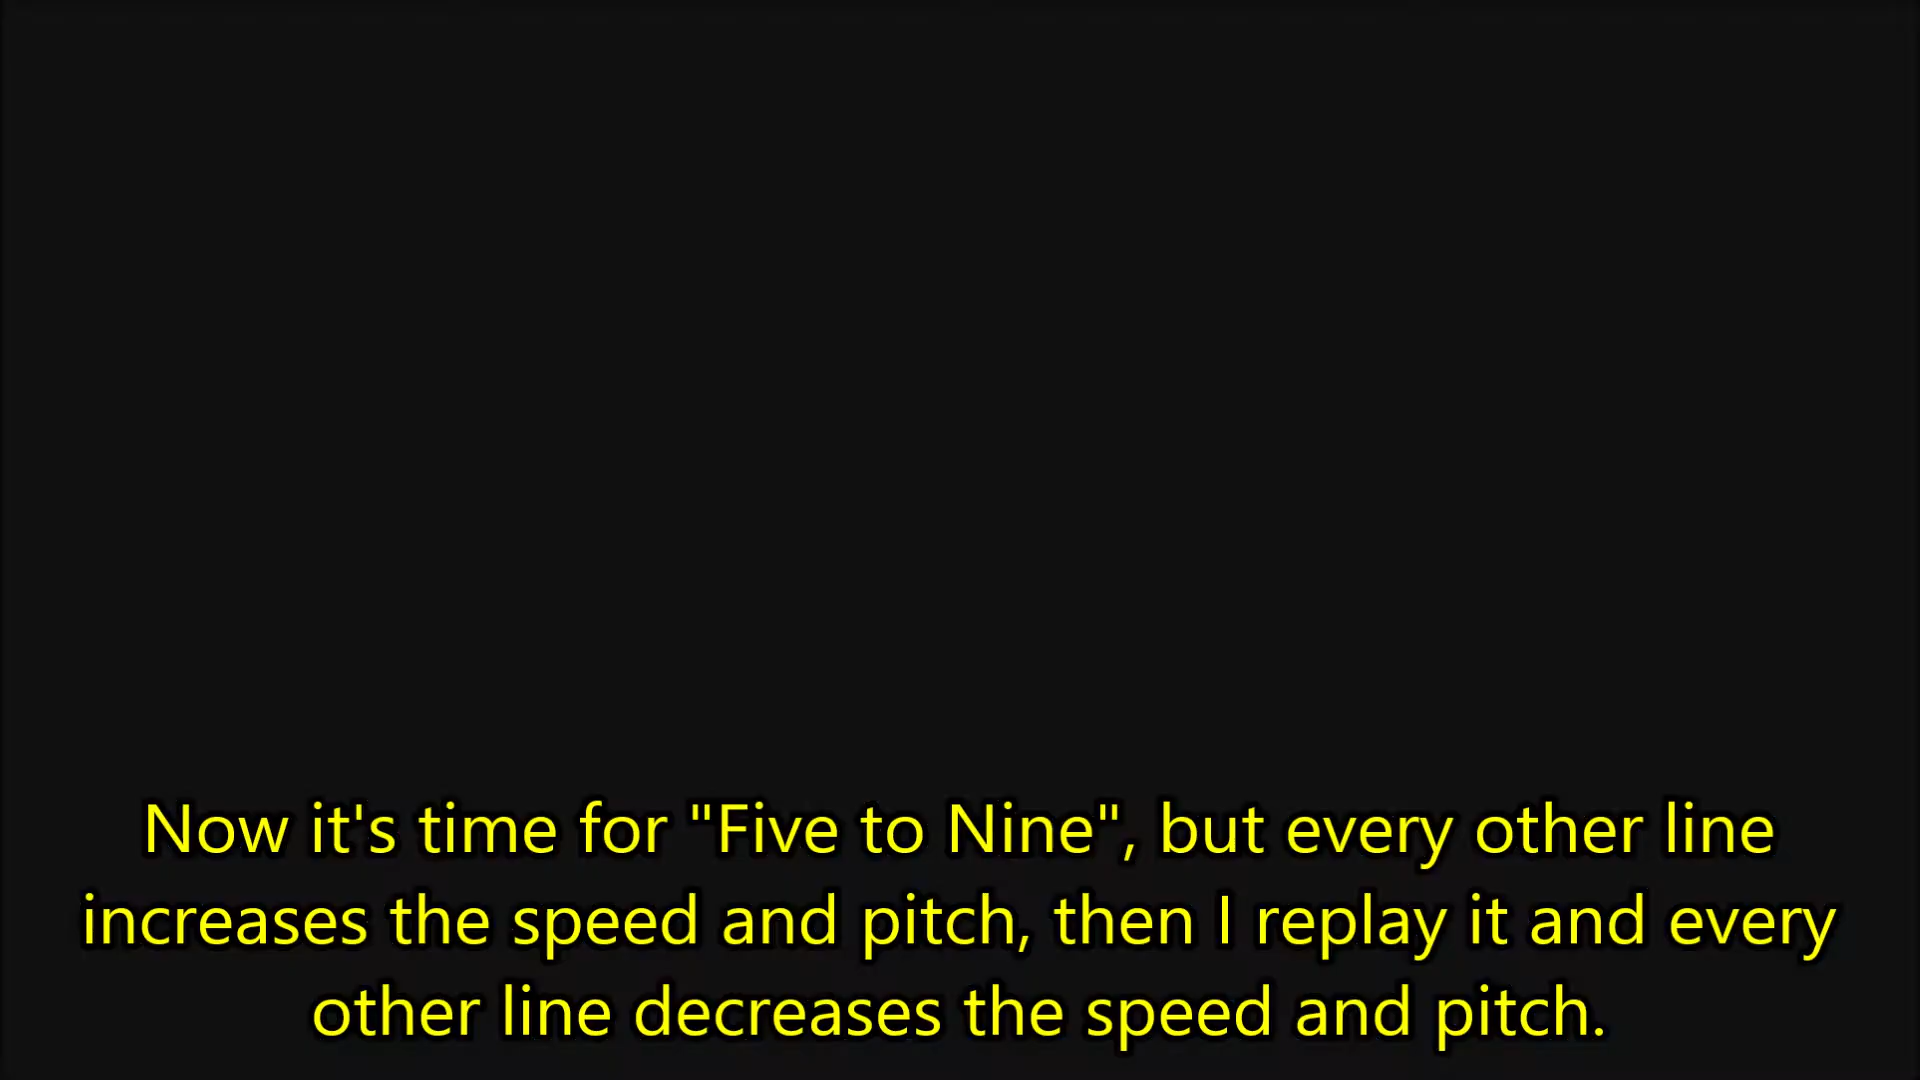 Now it's time for "Five to Nine", but every other line
increases the speed and pitch, then I replay it and every
other line decreases the speed and pitch.